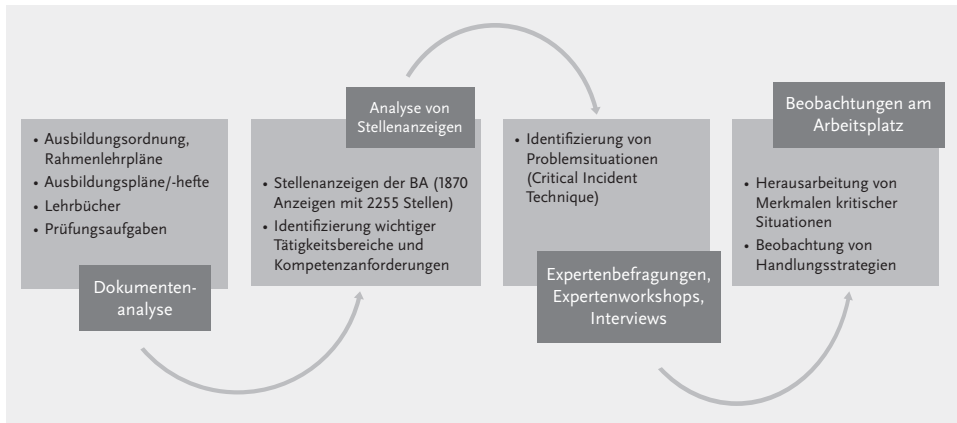 • Ausbildungsordnung,
Rahmenlehrpläne
• Ausbildungspläne/-hefte
• Lehrbücher
• Prüfungsaufgaben
Dokumenten-
analyse
Analyse von
Stellenanzeigen
• Stellenanzeigen der BA (1870
Anzeigen mit 2255 Stellen)
• Identifizierung wichtiger
Tätigkeitsbereiche und
Kompetenzanforderungen
• Identifizierung von
Problemsituationen
(Critical Incident
Technique)
Expertenbefragungen,
Expertenworkshops,
Interviews
Beobachtungen am
Arbeitsplatz
• Herausarbeitung von
Merkmalen kritischer
Situationen
• Beobachtung von
Handlungsstrategien